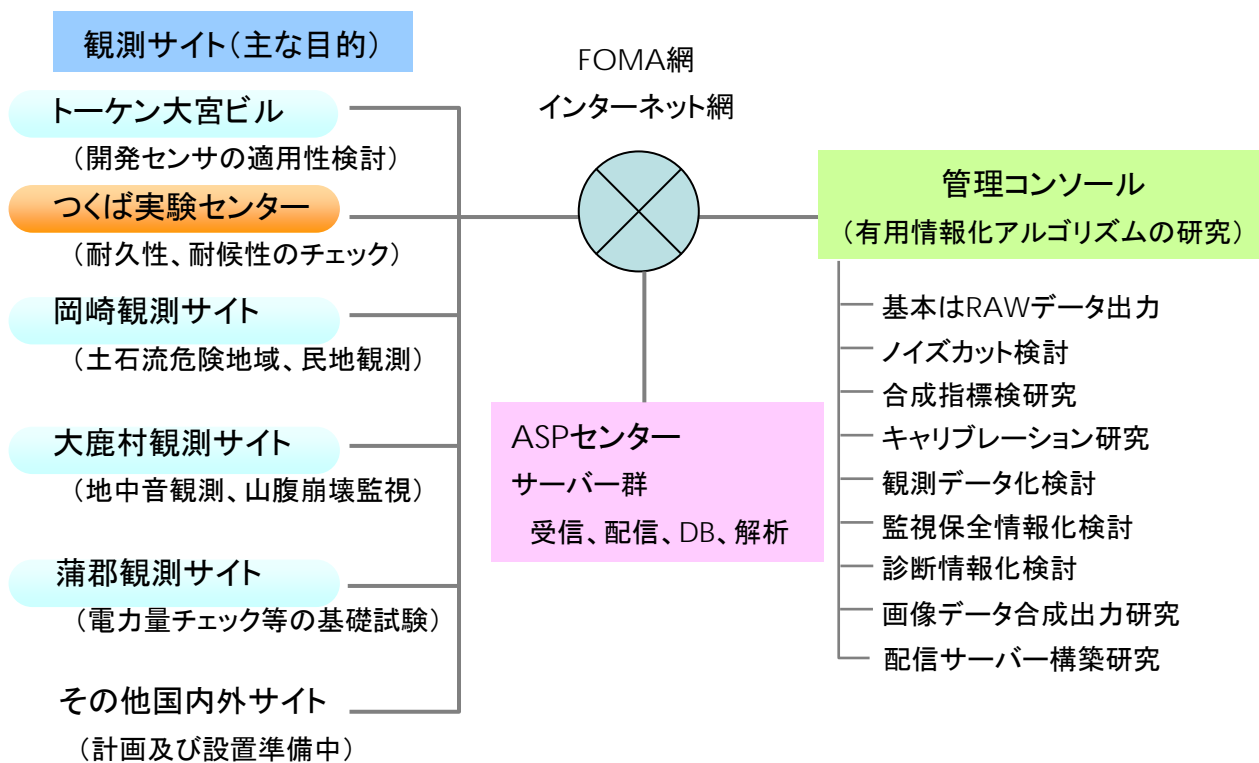 観測サイト(主な目的)
トーケン大宮ビル
(開発センサの適用性検討)
つくば実験センター
(耐久性、耐候性のチェック)
岡崎観測サイト
(土石流危険地域、民地観測)
大鹿村観測サイト
(地中音観測、山腹崩壊監視)
蒲郡観測サイト
(電力量チェック等の基礎試験)
その他国内外サイト
(計画及び設置準備中)
FOMA網
インターネット網
ASPセンター
サーバー群
受信、配信、DB、解析
管理コンソール
(有用情報化アルゴリズムの研究)
基本はRAWデータ出力
ノイズカット検討
合成指標検研究
キャリブレーション研究
観測データ化検討
監視保全情報化検討
診断情報化検討
画像データ合成出力研究
配信サーバー構築研究